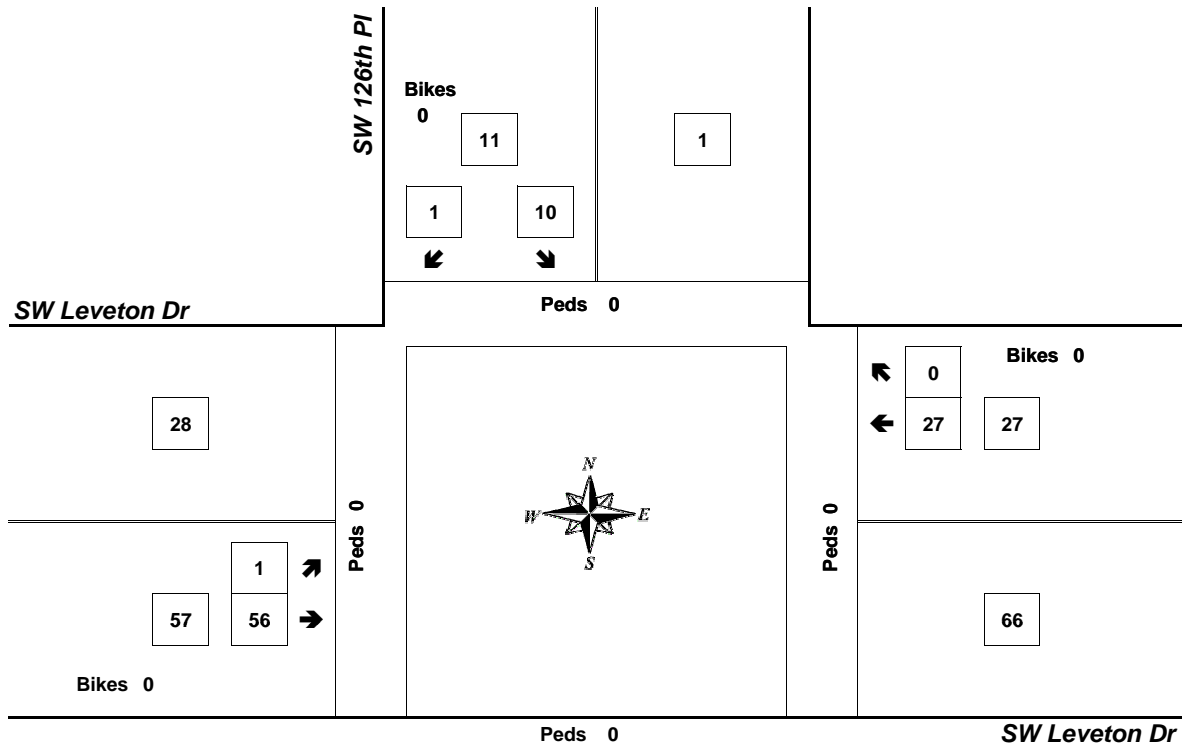 SW 126th Pl
Bikes
0
11
1
1
10
Peds 0
SW Leveton Dr
Bikes 0
0
28
27
27
N
W
E
S
Peds 0
Peds 0
1
57
56
66
Bikes 0
Peds 0
SW Leveton Dr